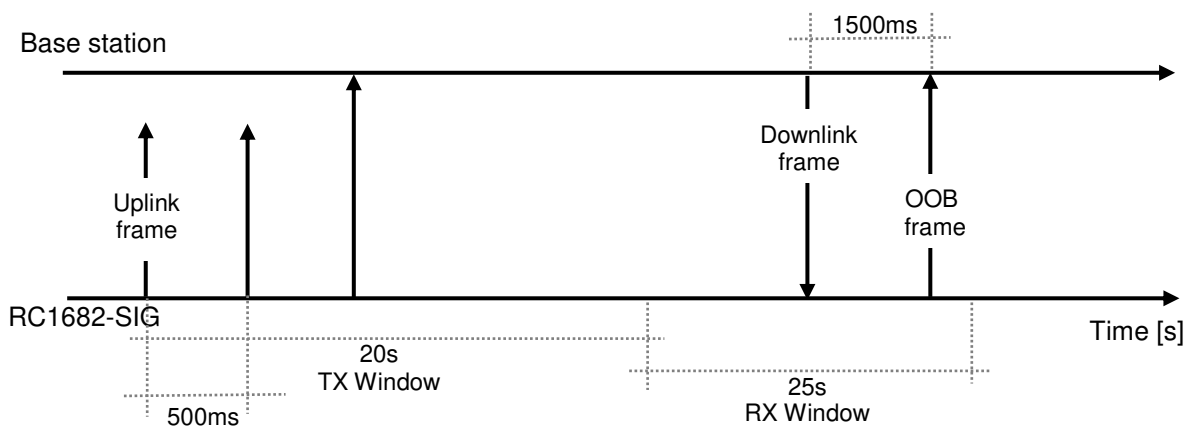 1500ms
Base station
Downlink
frame
Uplink
frame
OOB
frame
RC1682-SIG
Time [s]
20s
TX Window
25s
RX Window
500ms